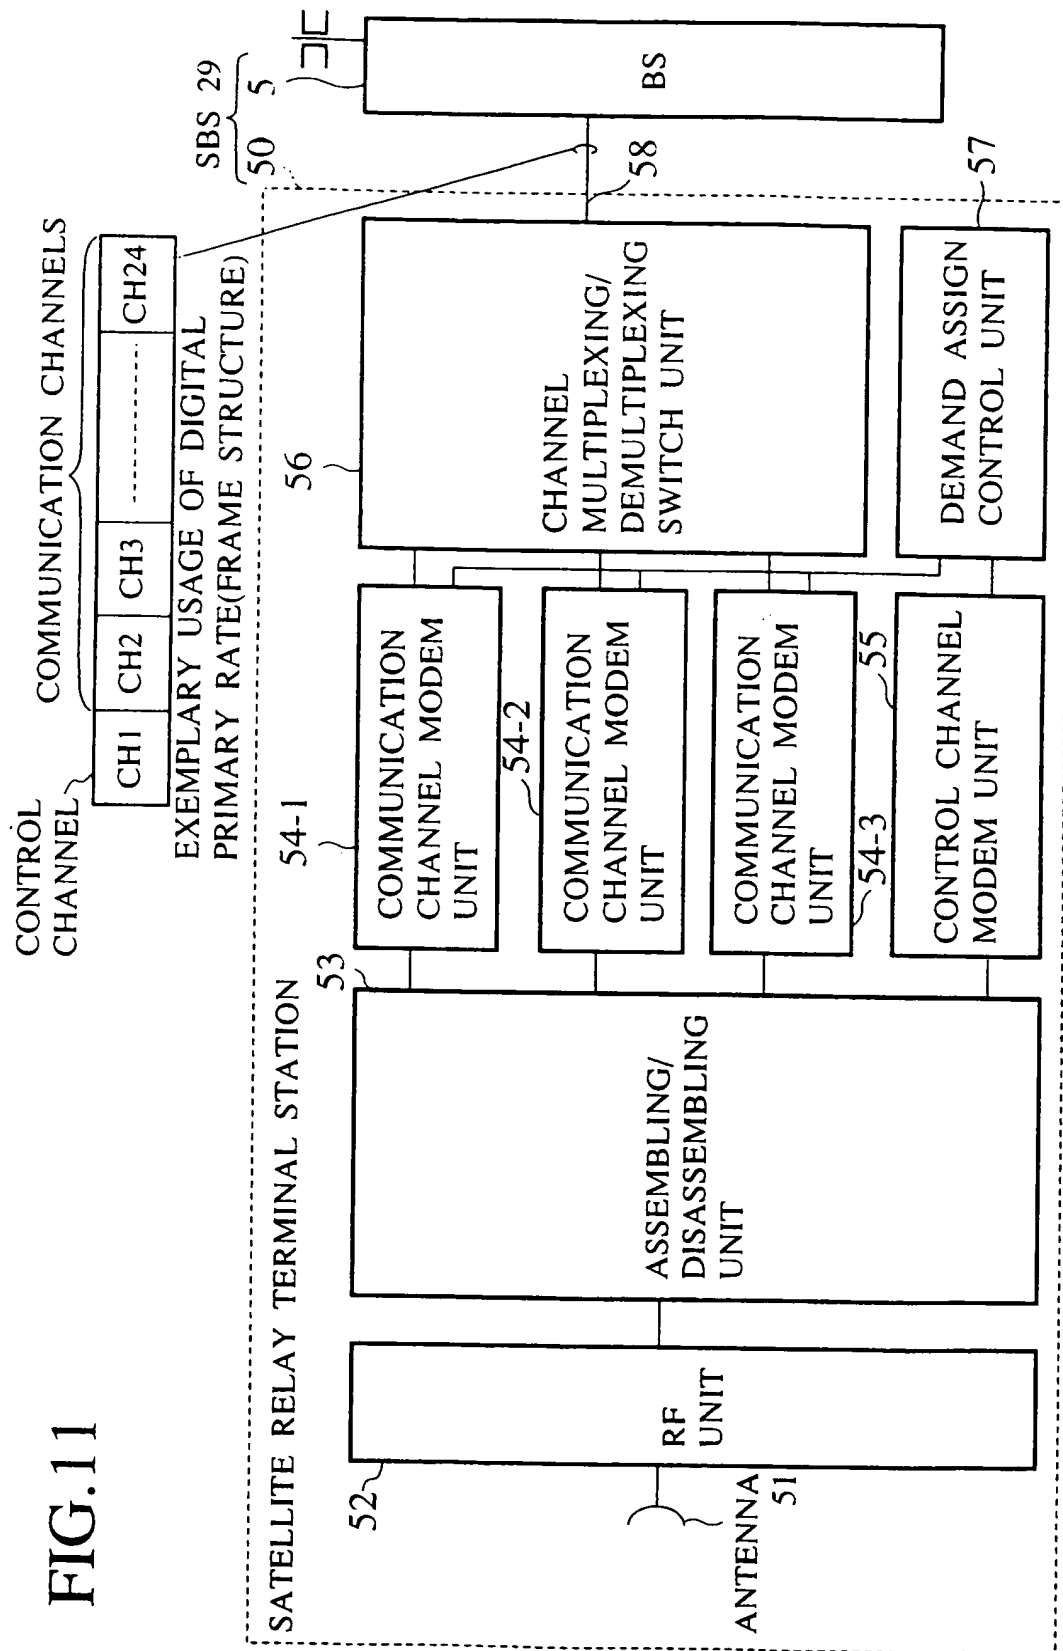 FIG.11
CONTROL
CHANNEL
COMMUNICATION CHANNELS
CH1
CH2
CH3
CH24
EXEMPLARY USAGE OF DIGITAL
PRIMARY RATE(FRAME STRUCTURE)
SBS 29
50
5
SATELLITE RELAY TERMINAL STATION
ANTENNA
51
52
RF
UNIT
53
ASSEMBLING/
DISASSEMBLING
UNIT
54-1
COMMUNICATION
CHANNEL MODEM
UNIT
54-2
COMMUNICATION
CHANNEL MODEM
UNIT
COMMUNICATION
CHANNEL MODEM
UNIT
54-3
55
CONTROL CHANNEL
MODEM UNIT
56
CHANNEL
MULTIPLEXING/
DEMULTIPLEXING
SWITCH UNIT
DEMAND ASSIGN
CONTROL UNIT
57
58
BS